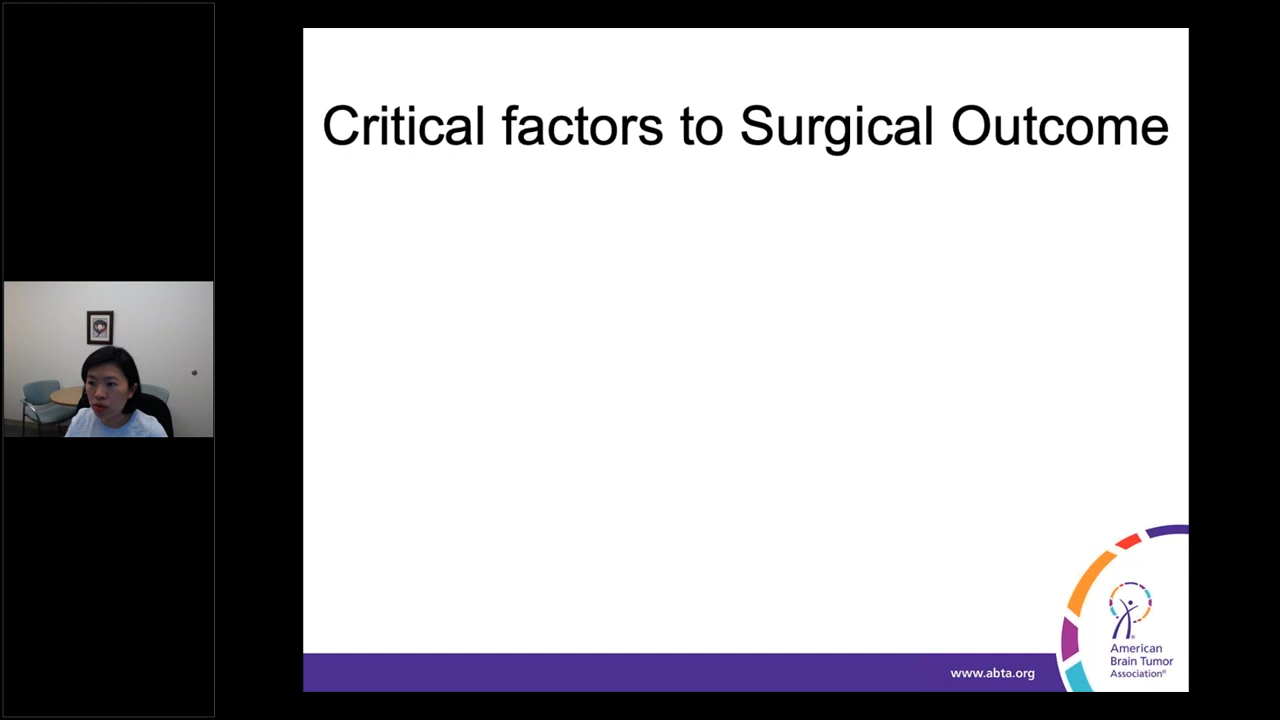 Critical factors to Surgical Outcome
www.abta.org
American
Brain Tumor
Association®